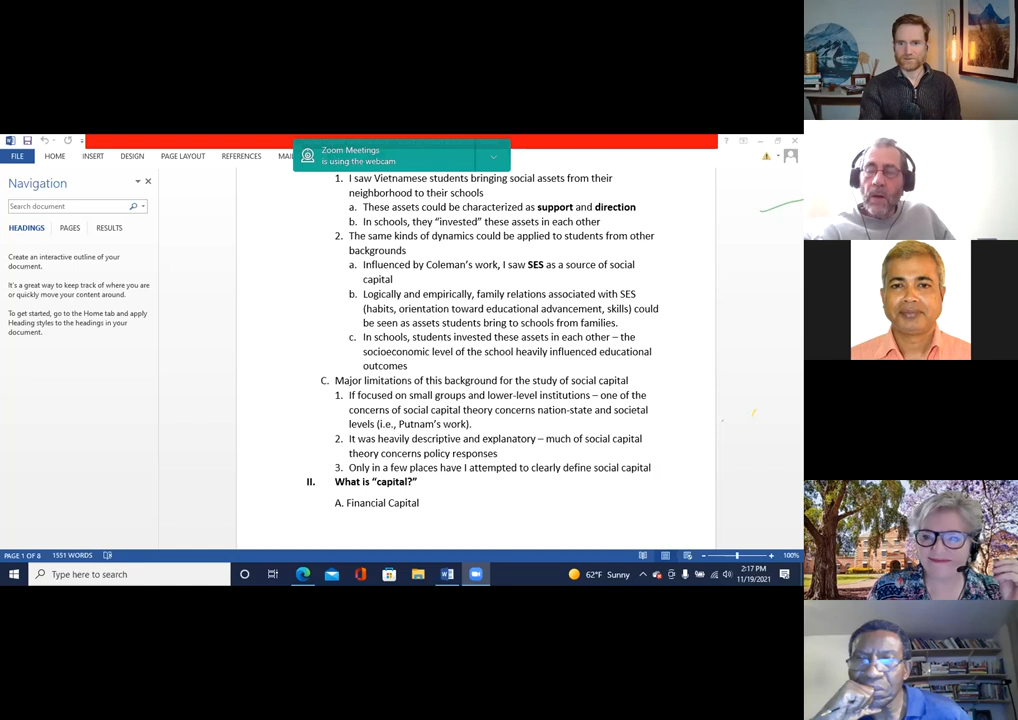 Zoom Meetings
is using the webcam
FILE HOME INSERT DESIGN PAGE LAYOUT REFERENCES MAI
Navigation
Search document
HEADINGS PAGES RESULTS
Create an interactive outline of your
document.
It's a great way to keep track of where you are
or quickly move your content around.
To get started, go to the Home tab and apply
Heading styles to the headings in your
document.
1. I saw Vietnamese students bringing social assets from their
neighborhood to their schools
a. These assets could be characterized as support and direction
b. In schools, they “invested” these assets in each other
2. The same kinds of dynamics could be applied to students from other
backgrounds
a. Influenced by Coleman’s work, I saw SES as a source of social
capital
b. Logically and empirically, family relations associated with SES
(habits, orientation toward educational advancement, skills) could
be seen as assets students bring to schools from families.
c. In schools, students invested these assets in each other – the
socioeconomic level of the school heavily influenced educational
outcomes
C. Major limitations of this background for the study of social capital
1. If focused on small groups and lower-level institutions – one of the
concerns of social capital theory concerns nation-state and societal
levels (i.e., Putnam’s work).
2. It was heavily descriptive and explanatory – much of social capital
theory concerns policy responses
3. Only in a few places have I attempted to clearly define social capital
II. What is “capital?”
A. Financial Capital
PAGE 1 OF 8 1551 WORDS 100%
Type here to search 62°F Sunny 2:17 PM
11/19/2021